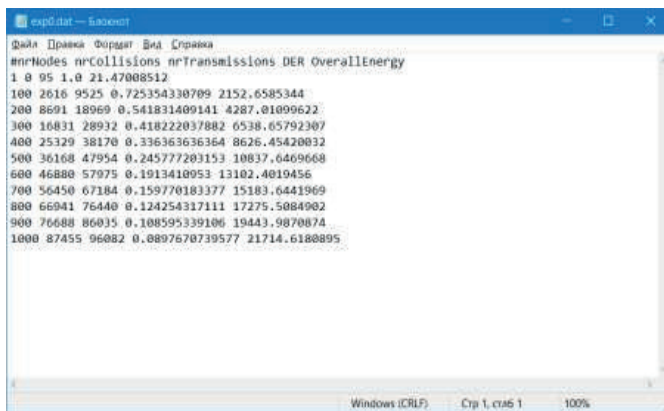 exp0.dat — Блокнот
Файл Правка Формат Вид Справка
#nrNodes nrCollisions nrTransmissions DER OverallEnergy
1 0 95 1.0 21.47008512
100 2616 9525 0.725354330709 2152.6585344
200 8691 18969 0.541831409141 4287.01099622
300 16831 28932 0.418222037882 6538.65792307
400 25329 38170 0.336363636364 8626.45420032
500 36168 47954 0.245777203153 10837.6469668
600 46880 57975 0.1913410953 13102.4019456
700 56450 67184 0.159770183377 15183.6441969
800 66941 76440 0.124254317111 17275.5084902
900 76688 86035 0.108595339106 19443.9870874
1000 87455 96082 0.0897670739577 21714.6180895
Windows (CRLF) Стр 1, стлб 1 100%